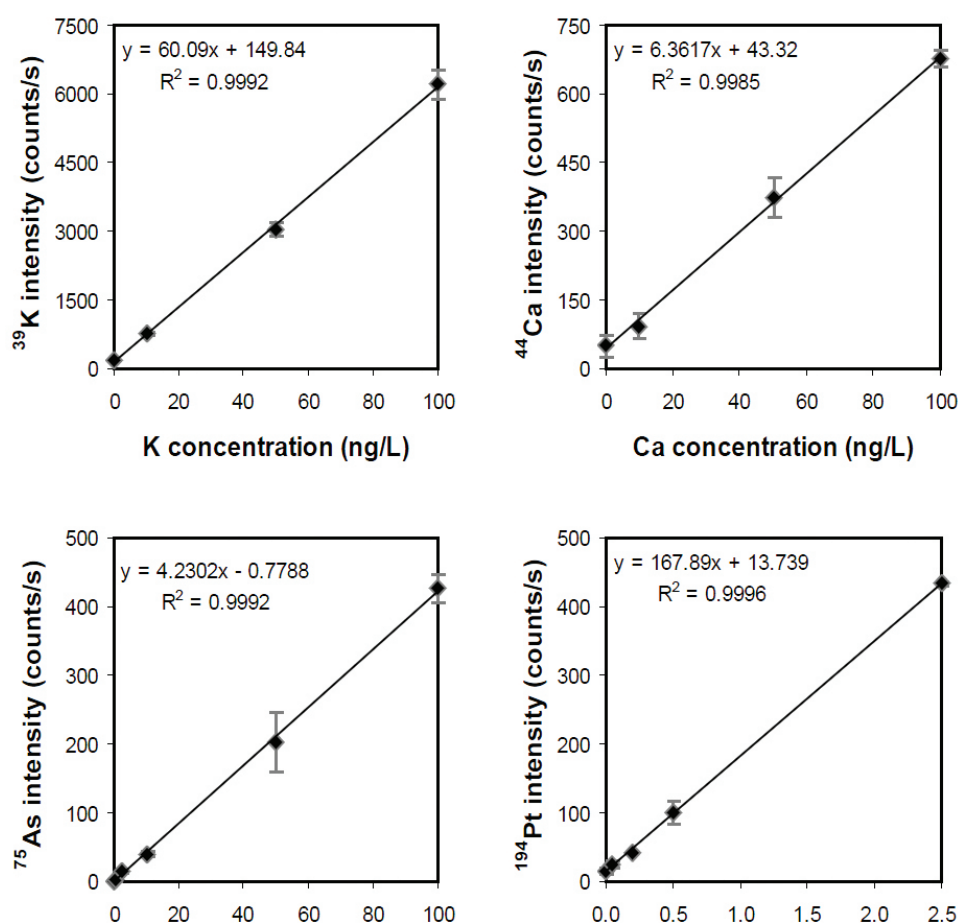 7500
6000
4500
3000
1500
0
y = 60.09x + 149.84
R² = 0.9992
³⁹K intensity (counts/s)
0 20 40 60 80 100
K concentration (ng/L)
750
600
450
300
150
0
y = 6.3617x + 43.32
R² = 0.9985
⁴⁴Ca intensity (counts/s)
0 20 40 60 80 100
Ca concentration (ng/L)
500
400
300
200
100
0
y = 4.2302x - 0.7788
R² = 0.9992
⁷⁵As intensity (counts/s)
0 20 40 60 80 100
500
400
300
200
100
0
y = 167.89x + 13.739
R² = 0.9996
¹⁹⁴Pt intensity (counts/s)
0.0 0.5 1.0 1.5 2.0 2.5